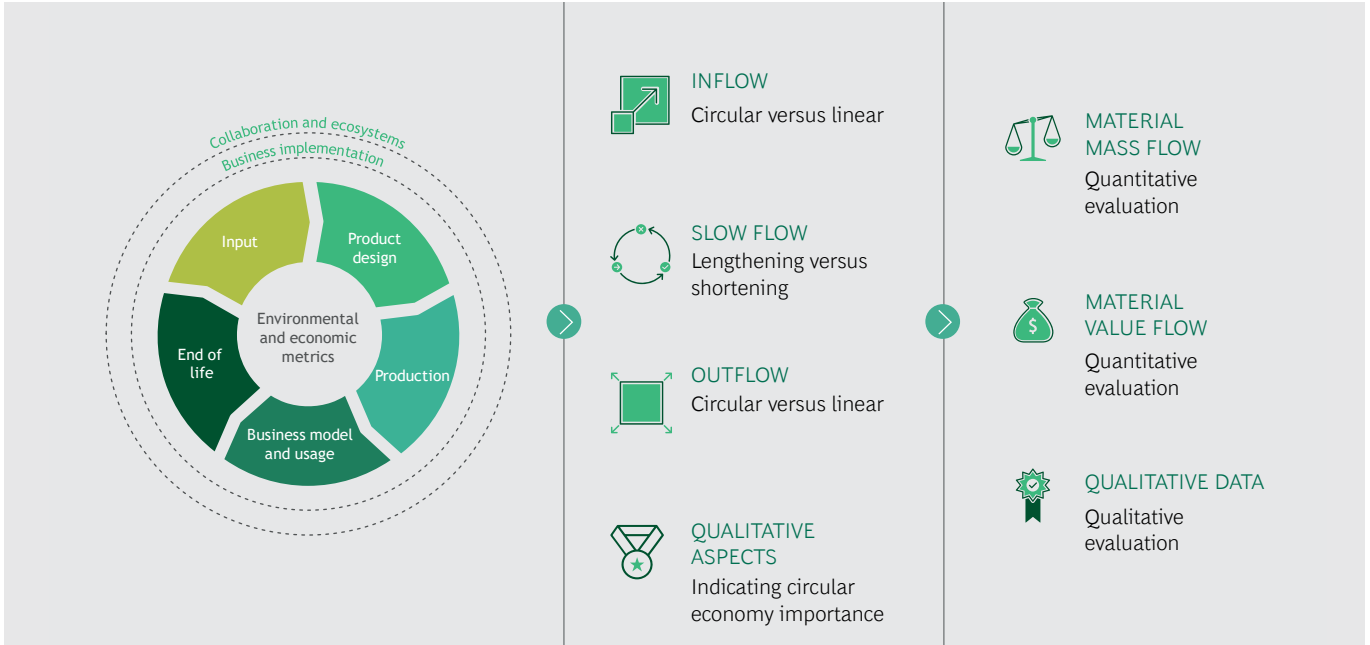 Collaboration and ecosystems
Business implementation
Input
Product
design
Production
Business model
and usage
End of
life
Environmental
and economic
metrics
INFLOW
Circular versus linear
SLOW FLOW
Lengthening versus
shortening
OUTFLOW
Circular versus linear
QUALITATIVE
ASPECTS
Indicating circular
economy importance
MATERIAL
MASS FLOW
Quantitative
evaluation
$
MATERIAL
VALUE FLOW
Quantitative
evaluation
QUALITATIVE DATA
Qualitative
evaluation